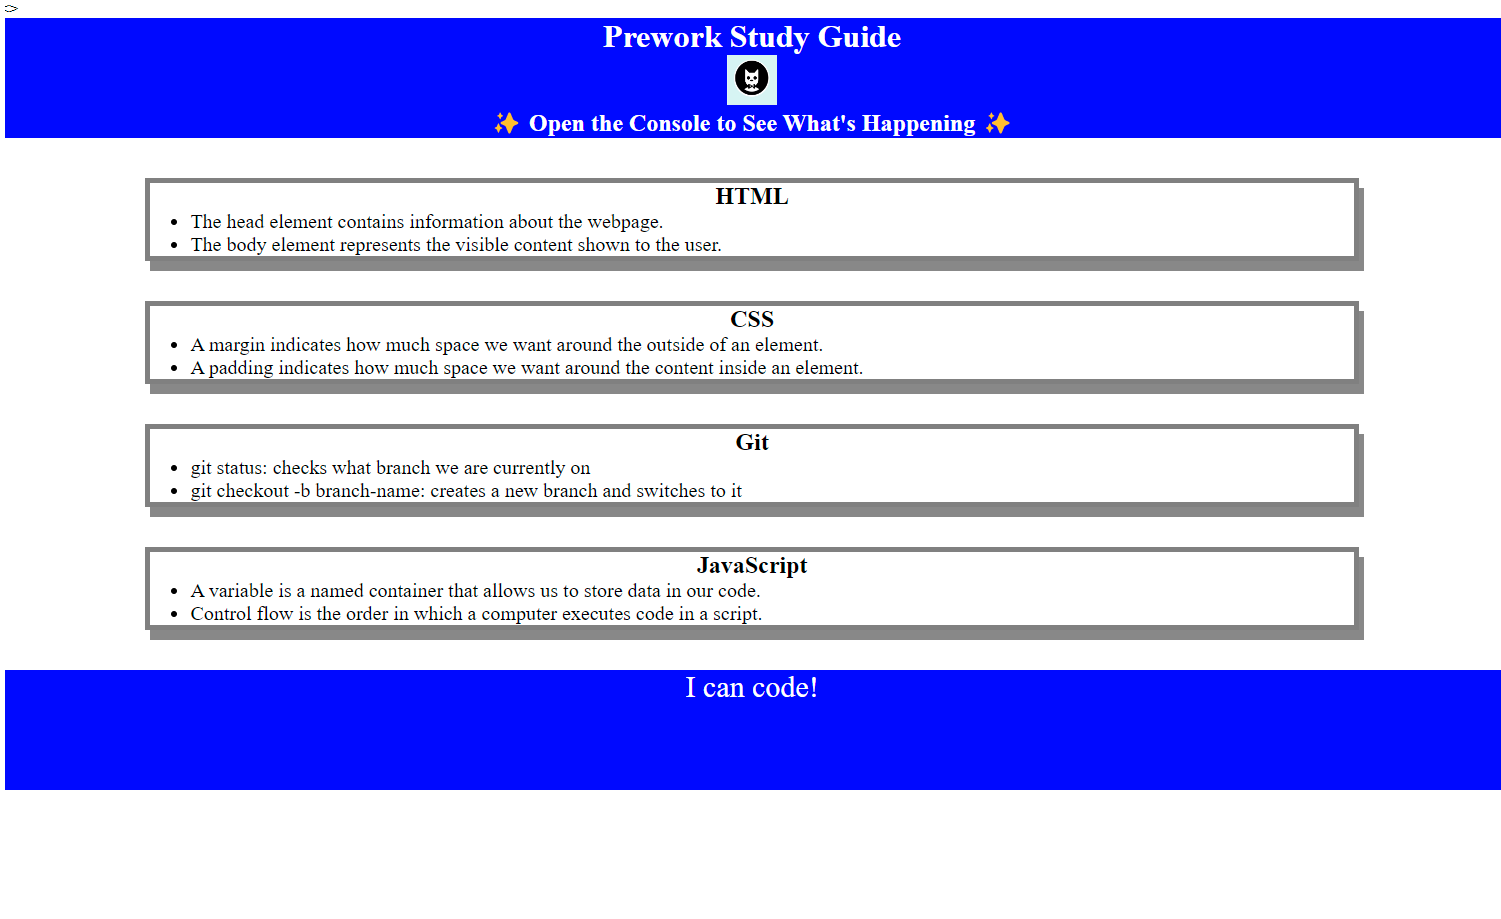 >
Prework Study Guide
✨ Open the Console to See What's Happening ✨
HTML
• The head element contains information about the webpage.
• The body element represents the visible content shown to the user.
CSS
• A margin indicates how much space we want around the outside of an element.
• A padding indicates how much space we want around the content inside an element.
Git
• git status: checks what branch we are currently on
• git checkout -b branch-name: creates a new branch and switches to it
JavaScript
• A variable is a named container that allows us to store data in our code.
• Control flow is the order in which a computer executes code in a script.
I can code!